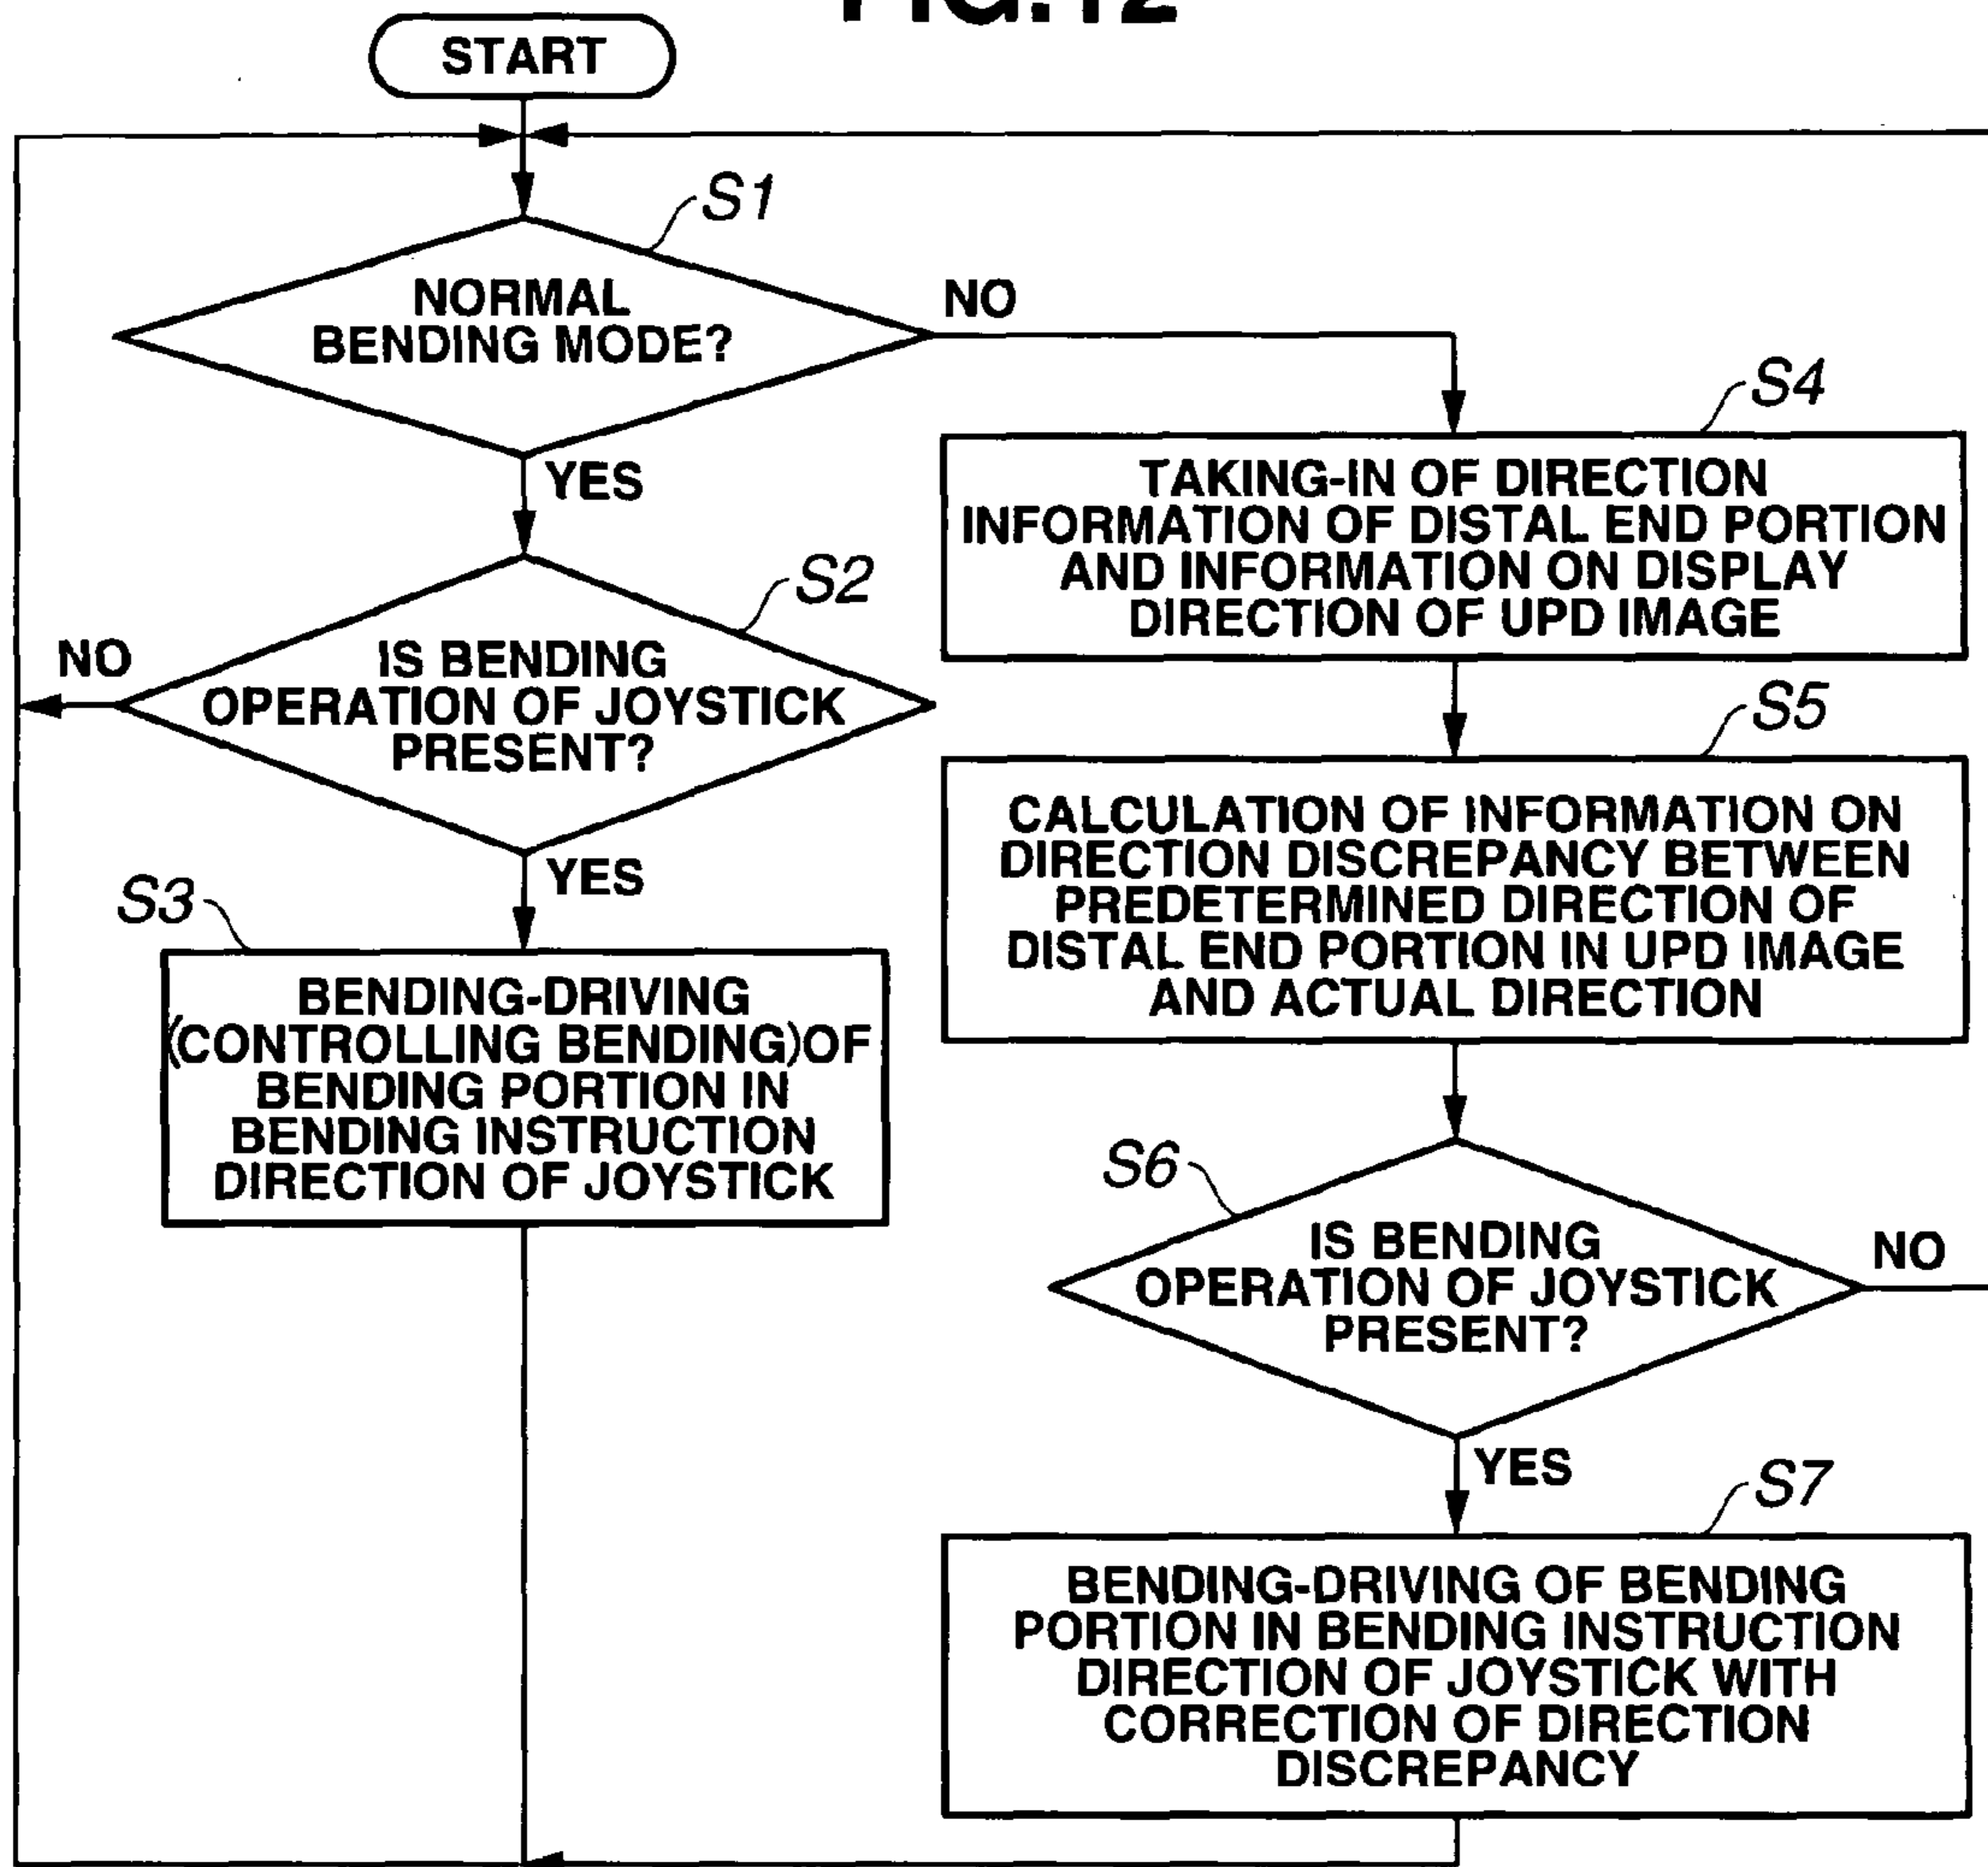 FIG.12
START
S1
NORMAL
BENDING MODE?
NO
YES
S2
IS BENDING
OPERATION OF JOYSTICK
PRESENT?
NO
YES
S3
BENDING-DRIVING
(CONTROLLING BENDING)OF
BENDING PORTION IN
BENDING INSTRUCTION
DIRECTION OF JOYSTICK
S4
TAKING-IN OF DIRECTION
INFORMATION OF DISTAL END PORTION
AND INFORMATION ON DISPLAY
DIRECTION OF UPD IMAGE
S5
CALCULATION OF INFORMATION ON
DIRECTION DISCREPANCY BETWEEN
PREDETERMINED DIRECTION OF
DISTAL END PORTION IN UPD IMAGE
AND ACTUAL DIRECTION
S6
IS BENDING
OPERATION OF JOYSTICK
PRESENT?
NO
YES
S7
BENDING-DRIVING OF BENDING
PORTION IN BENDING INSTRUCTION
DIRECTION OF JOYSTICK WITH
CORRECTION OF DIRECTION
DISCREPANCY